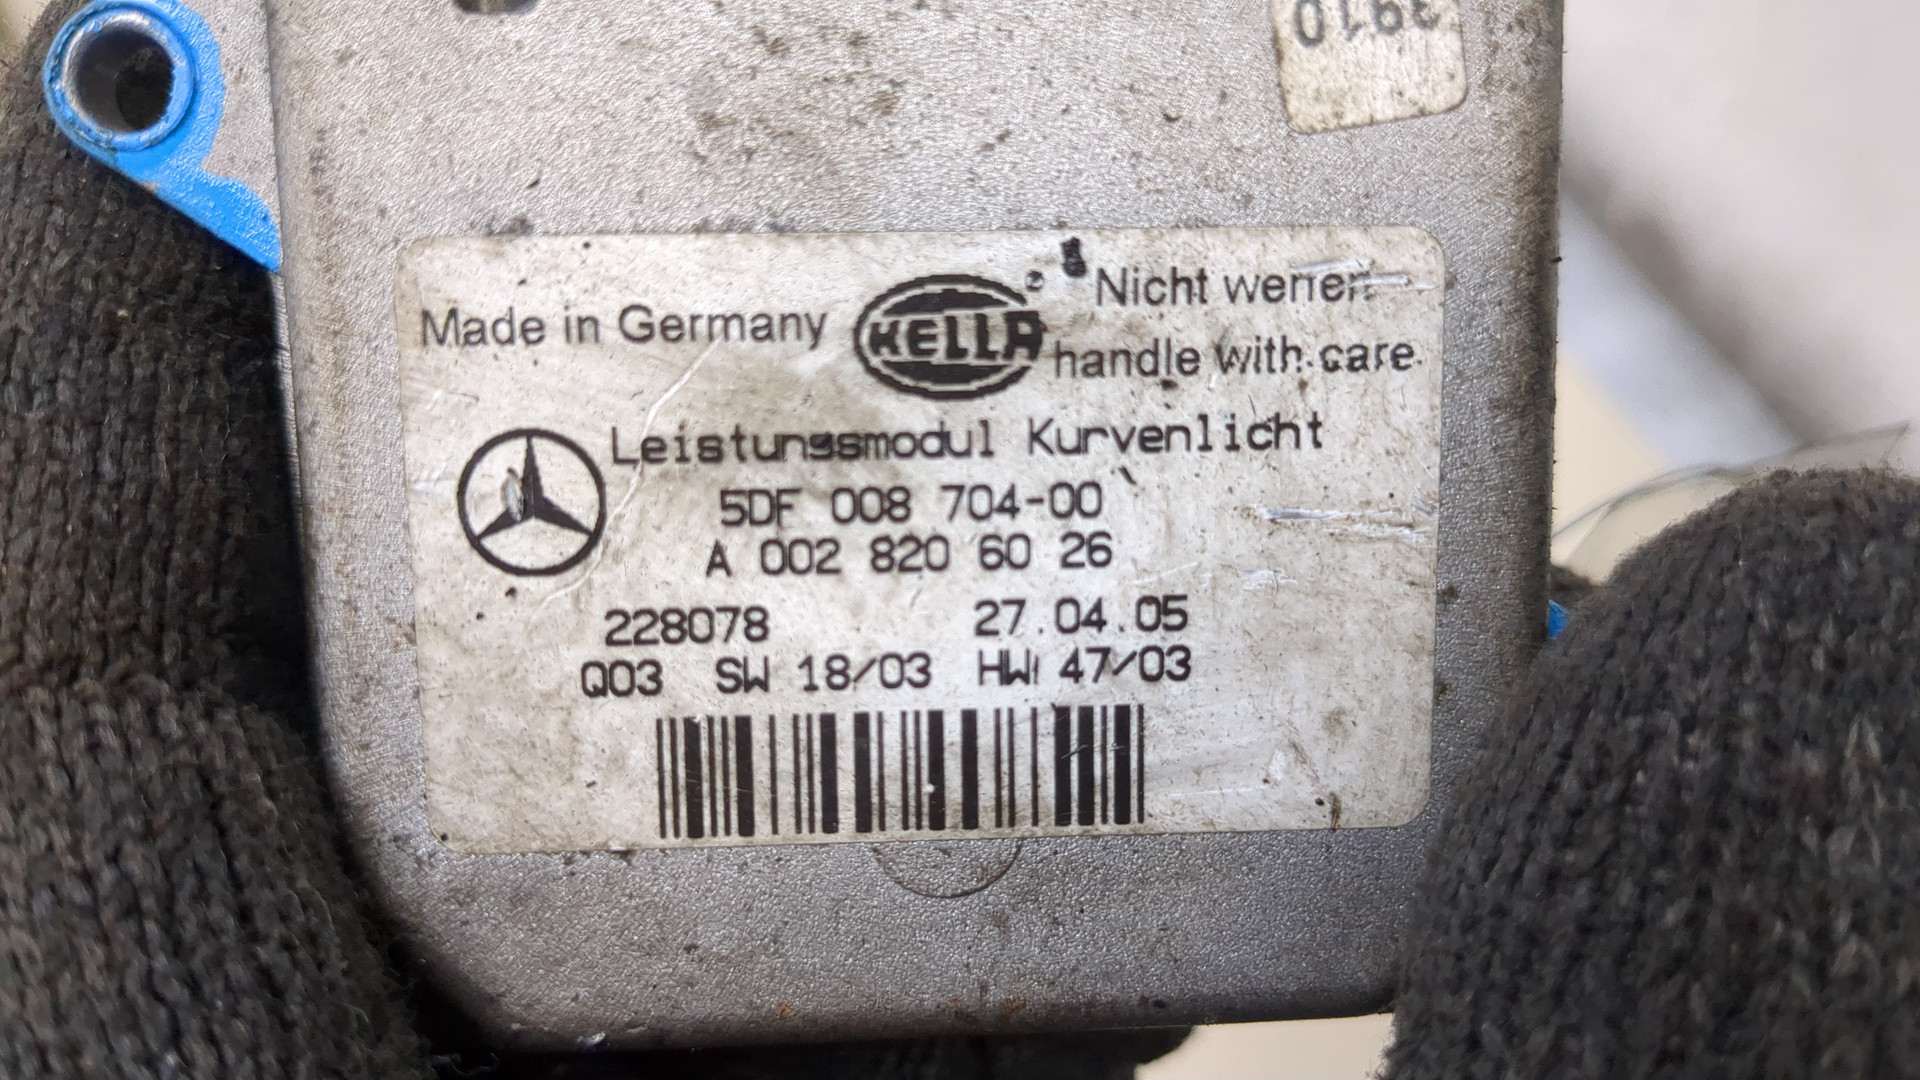 3910
Made in Germany
HELLA
Nicht werfen
handle with care
Leistungsmodul Kurvenlicht
5DF 008 704-00
A 002 820 60 26
228078 27.04.05
Q03 SW 18/03 HW 47/03